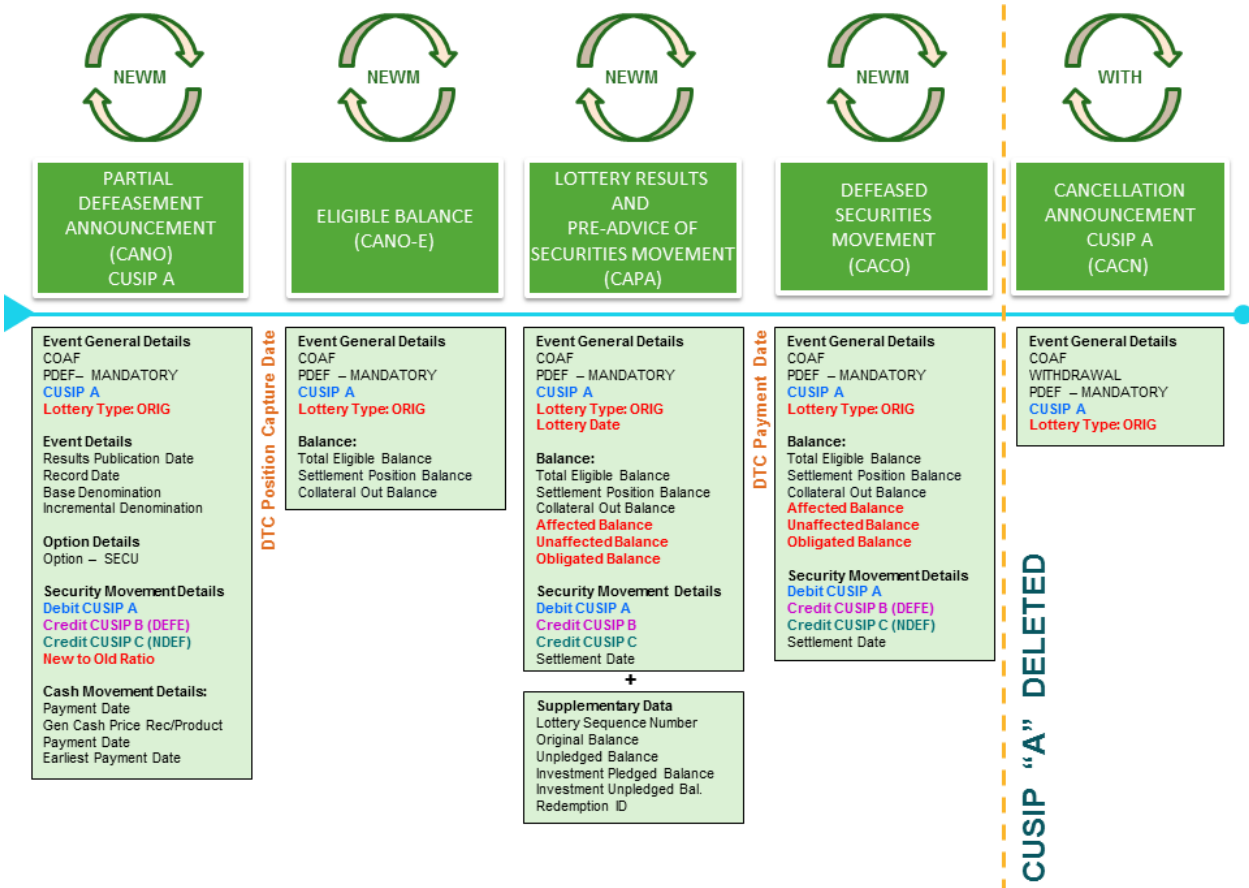 NEWM
NEWM
NEWM
NEWM
WITH
PARTIAL
DEFEASEMENT
ANNOUNCEMENT
(CANO)
CUSIP A
ELIGIBLE BALANCE
(CANO-E)
LOTTERY RESULTS
AND
PRE-ADVICE OF
SECURITIES MOVEMENT
(CAPA)
DEFEASED
SECURITIES
MOVEMENT
(CACO)
CANCELLATION
ANNOUNCEMENT
CUSIP A
(CACN)
Event General Details
COAF
PDEF– MANDATORY
CUSIP A
Lottery Type: ORIG
Event Details
Results Publication Date
Record Date
Base Denomination
Incremental Denomination
Option Details
Option – SECU
Security Movement Details
Debit CUSIP A
Credit CUSIP B (DEFE)
Credit CUSIP C (NDEF)
New to Old Ratio
Cash Movement Details:
Payment Date
Gen Cash Price Rec/Product
Payment Date
Earliest Payment Date
DTC Position Capture Date
Event General Details
COAF
PDEF – MANDATORY
CUSIP A
Lottery Type: ORIG
Balance:
Total Eligible Balance
Settlement Position Balance
Collateral Out Balance
Event General Details
COAF
PDEF – MANDATORY
CUSIP A
Lottery Type: ORIG
Lottery Date
Balance:
Total Eligible Balance
Settlement Position Balance
Collateral Out Balance
Affected Balance
Unaffected Balance
Obligated Balance
Security Movement Details
Debit CUSIP A
Credit CUSIP B
Credit CUSIP C
Settlement Date
+
Supplementary Data
Lottery Sequence Number
Original Balance
Unpledged Balance
Investment Pledged Balance
Investment Unpledged Bal.
Redemption ID
DTC Payment Date
Event General Details
COAF
PDEF – MANDATORY
CUSIP A
Lottery Type: ORIG
Balance:
Total Eligible Balance
Settlement Position Balance
Collateral Out Balance
Affected Balance
Unaffected Balance
Obligated Balance
Security Movement Details
Debit CUSIP A
Credit CUSIP B (DEFE)
Credit CUSIP C (NDEF)
Settlement Date
CUSIP “A” DELETED
Event General Details
COAF
WITHDRAWAL
PDEF – MANDATORY
CUSIP A
Lottery Type: ORIG